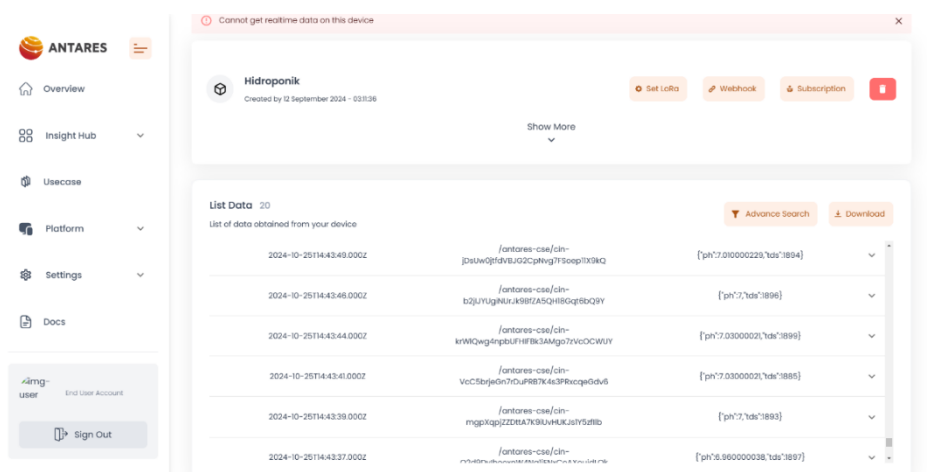 Cannot get realtime data on this device
ANTARES
Overview
Insight Hub
Usecase
Platform
Settings
Docs
img-
user
End User Account
Sign Out
Hidroponik
Created by 12 September 2024 - 03:11:36
Set LoRa
Webhook
Subscription
Show More
List Data 20
List of data obtained from your device
Advance Search
Download
2024-10-25T14:43:49.000Z
/antares-cse/cin-
jDsUw0jtfdVBJG2CpNvg7FSoep11X9kQ
{"ph":7.010000229,"tds":1894}
2024-10-25T14:43:46.000Z
/antares-cse/cin-
b2jUYUgiNUrJk9BfZA5QH18Gqt6bQ9Y
{"ph":7,"tds":1896}
2024-10-25T14:43:44.000Z
/antares-cse/cin-
{"ph":7.03000021,"tds":1899}
2024-10-25T14:43:41.000Z
/antares-cse/cin-
VcC5brjeGn7rDuPRB7K4s3PRxcqeGdv6
{"ph":7.03000021,"tds":1885}
2024-10-25T14:43:39.000Z
/antares-cse/cin-
{"ph":7,"tds":1893}
2024-10-25T14:43:37.000Z
/antares-cse/cin-
{"ph":6.960000038,"tds":1897}